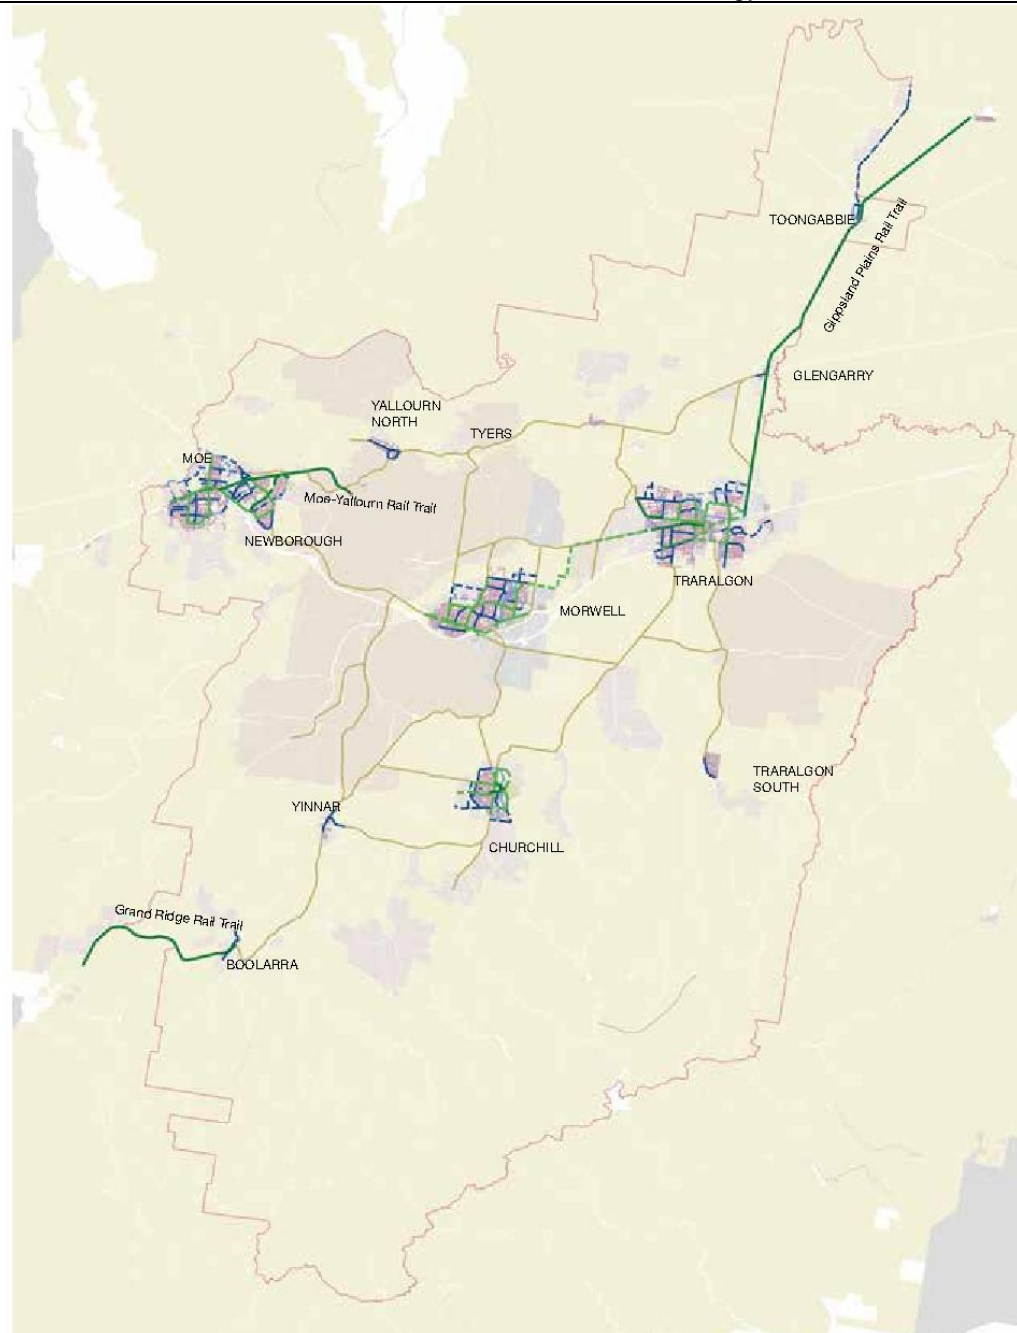 TOONGABBIE
Gippsland Plains Rail Trail
GLENGARRY
YALLOURN
NORTH
TYERS
MOE
Moe-Yallourn Rail Trail
NEWBOROUGH
TRARALGON
MORWELL
TRARALGON
SOUTH
YINNAR
CHURCHILL
Grand Ridge Rail Trail
BOOLARRA